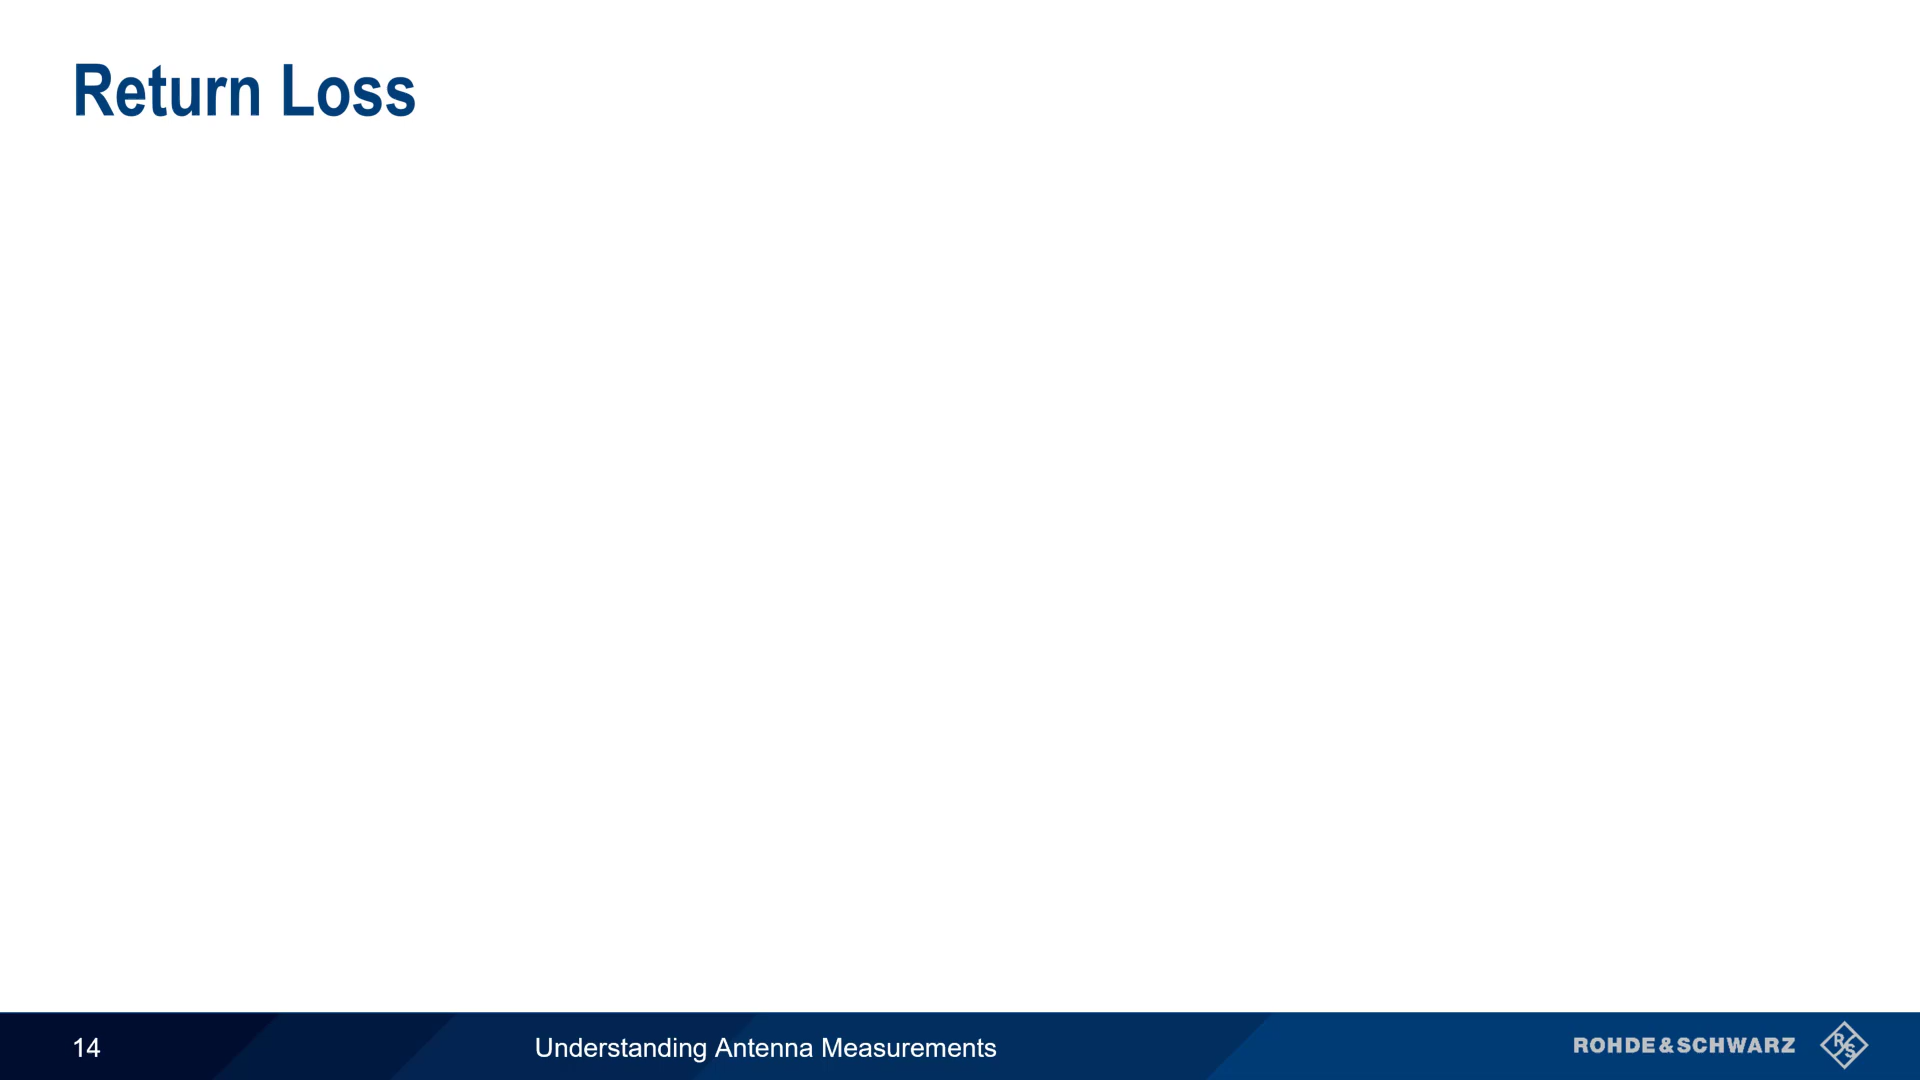 Return Loss
14
Understanding Antenna Measurements
ROHDE&SCHWARZ
R&S